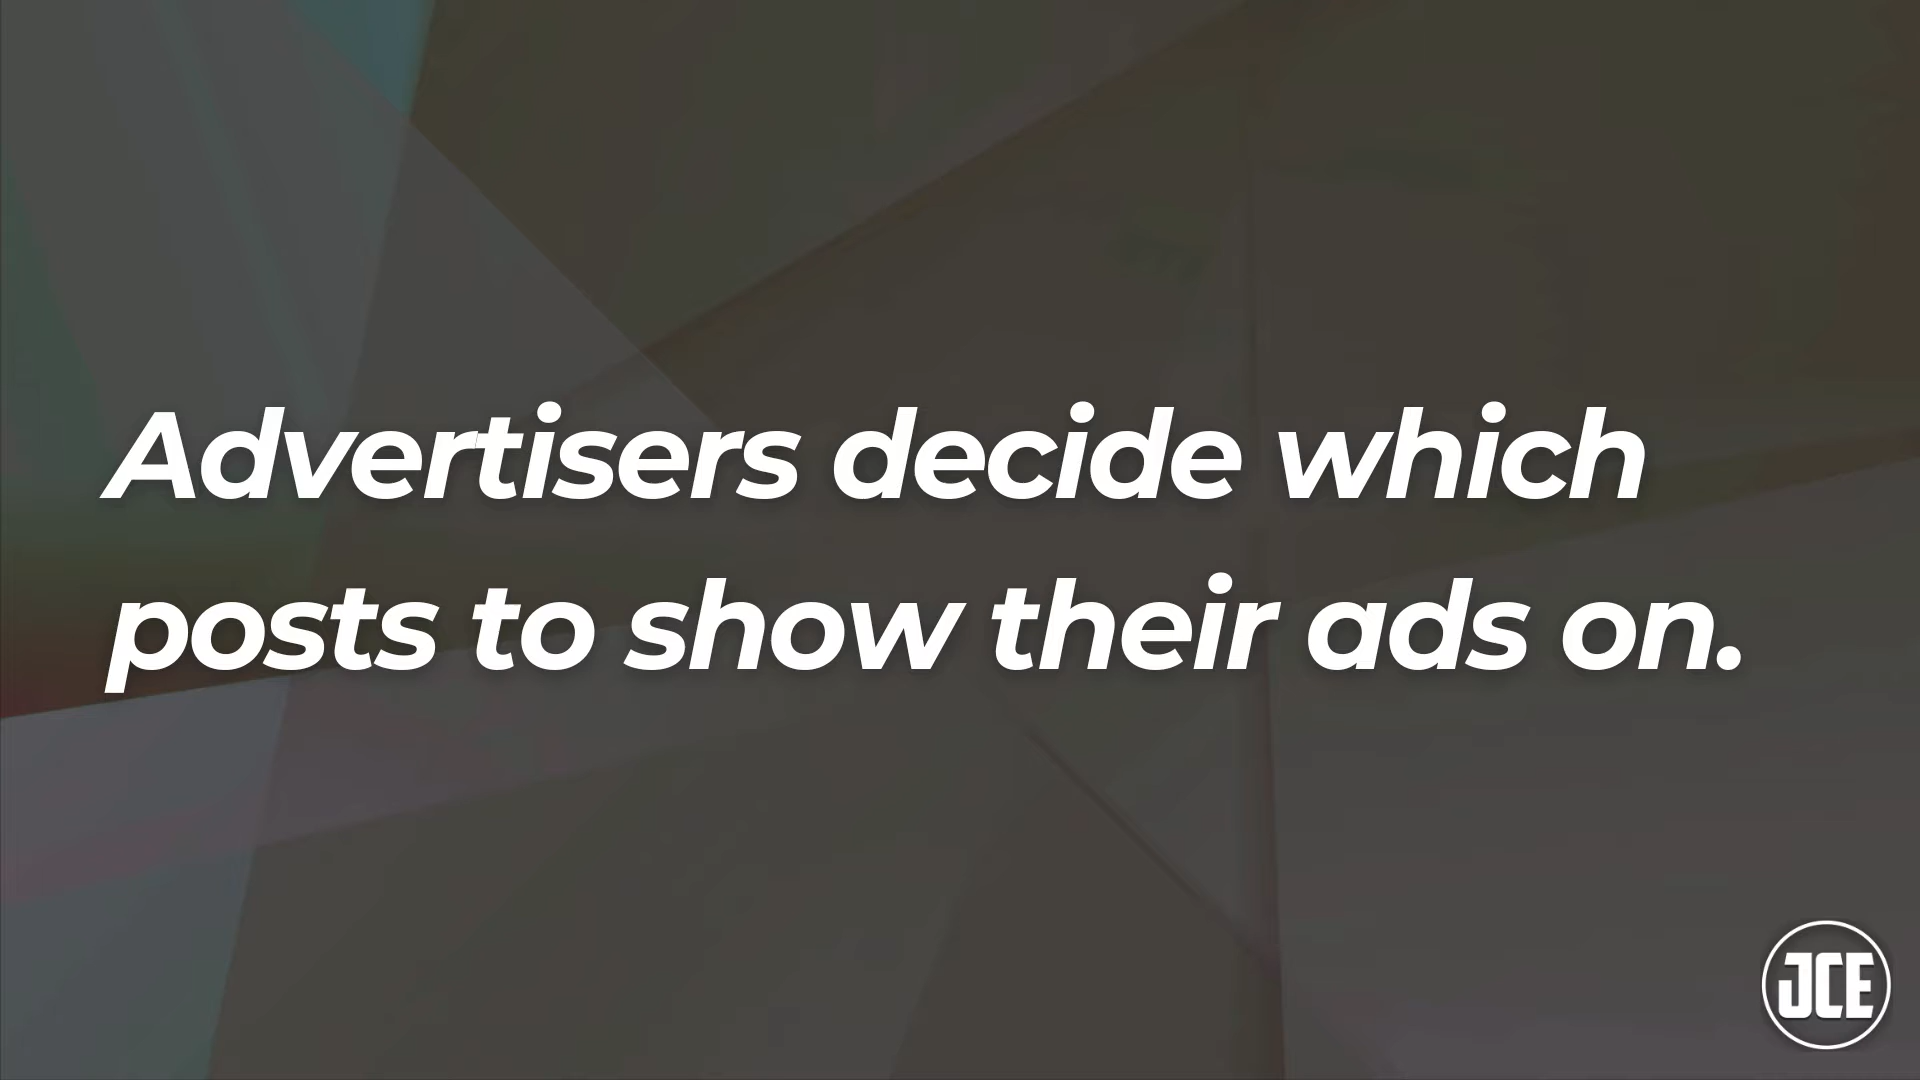 Advertisers decide which
posts to show their ads on.
JCE